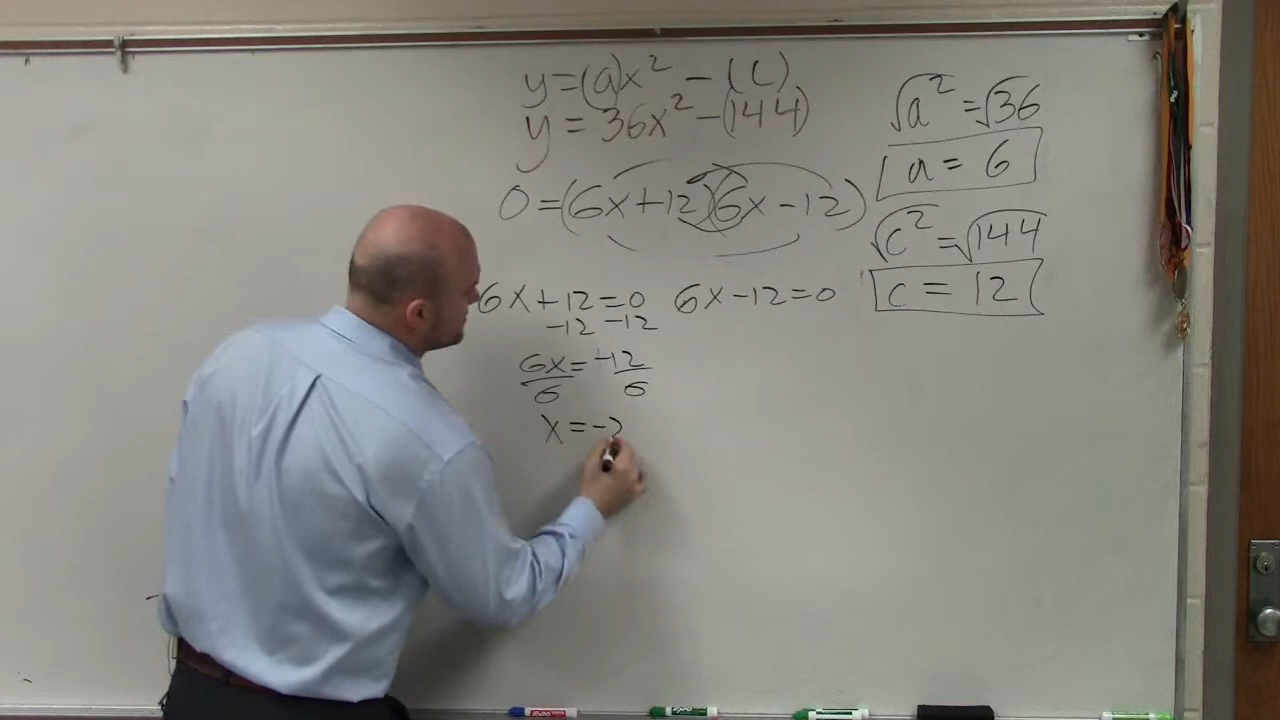 y=(a)x² -(c)
y = 36x² -(144)
0=(6x+12)(6x-12)
6x+12=0
-12 -12
6x = -12
6 6
x = -2
6x-12=0
√a² = √36
a = 6
√c² = √144
c = 12